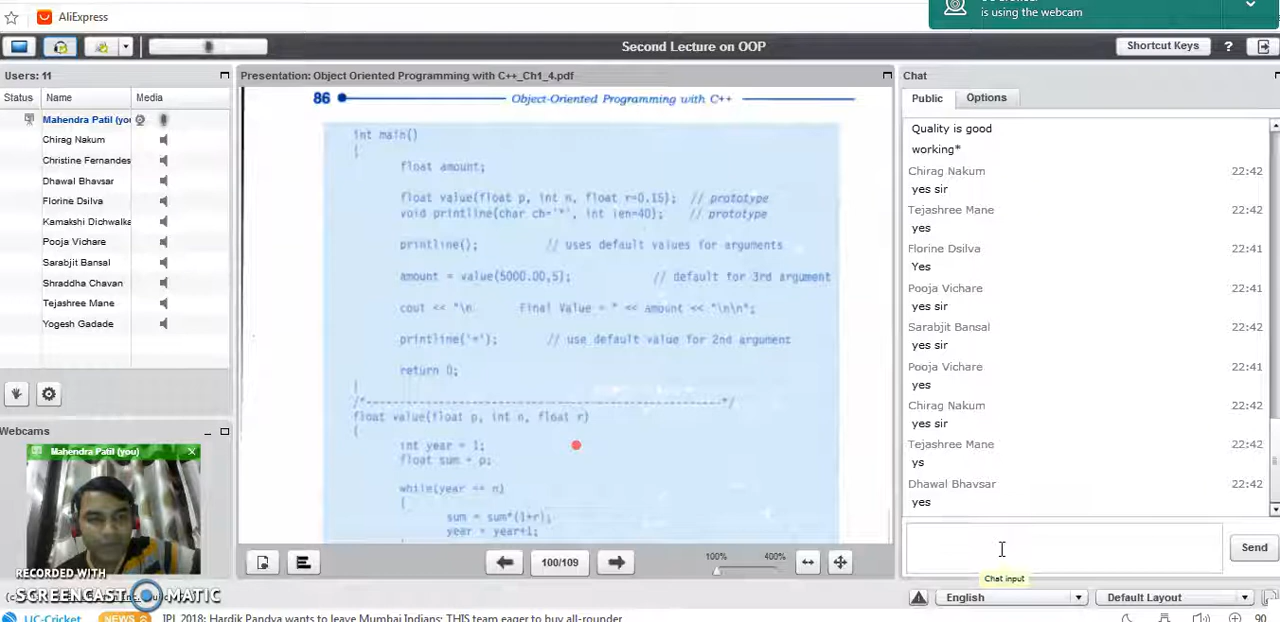 AliExpress
is using the webcam
Second Lecture on OOP
Shortcut Keys
?
Users: 11
Presentation: Object Oriented Programming with C++_Ch1_4.pdf
Chat
Status Name Media
Mahendra Patil (you
Chirag Nakum
Christine Fernandes
Dhawal Bhavsar
Florine Dsilva
Kamakshi Dichwalka
Pooja Vichare
Sarabjit Bansal
Shraddha Chavan
Tejashree Mane
Yogesh Gadade
Webcams
Mahendra Patil (you)
RECORDED WITH
SCREENCAST MATIC
86 Object-Oriented Programming with C++
int main()
{
float amount;
float value(float p, int n, float r=0.15); // prototype
void printline(char ch='*', int len=40); // prototype
printline(); // uses default values for arguments
amount = value(5000.00,5); // default for 3rd argument
cout << "\n Final Value = " << amount << "\n\n";
printline('='); // use default value for 2nd argument
return 0;
}
/*------------------------------------------------------*/
float value(float p, int n, float r)
{
int year = 1;
float sum = p;
while(year <= n)
{
sum = sum*(1+r);
year = year+1;
100/109
100% 400%
Public Options
Quality is good
working*
Chirag Nakum 22:42
yes sir
Tejashree Mane 22:42
yes
Florine Dsilva 22:41
Yes
Pooja Vichare 22:41
yes sir
Sarabjit Bansal 22:42
yes sir
Pooja Vichare 22:41
yes
Chirag Nakum 22:42
yes sir
Tejashree Mane 22:42
ys
Dhawal Bhavsar 22:42
yes
Send
Chat input
English Default Layout
UC-Cricket NEWS IPL 2018: Hardik Pandya wants to leave Mumbai Indians; THIS team eager to buy all-rounder
90